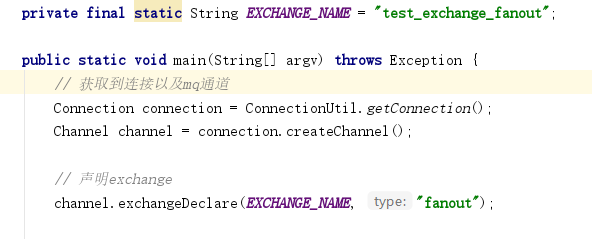 private final static String EXCHANGE_NAME = "test_exchange_fanout";
public static void main(String[] argv) throws Exception {
// 获取到连接以及mq通道
Connection connection = ConnectionUtil.getConnection();
Channel channel = connection.createChannel();
// 声明exchange
channel.exchangeDeclare(EXCHANGE_NAME, type: "fanout");